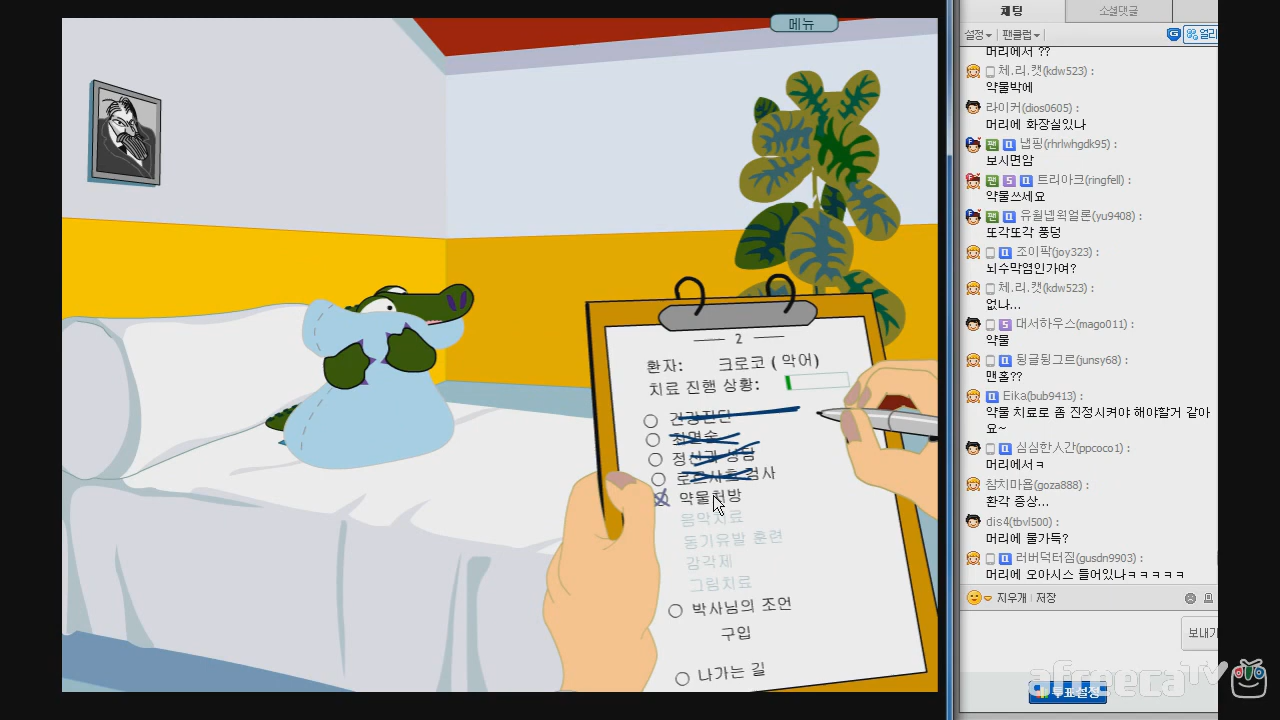 메뉴
2
환자: 크로코 ( 악어)
치료 진행 상황:
건강진단
최면술
정신과 상담
로르샤흐 검사
약물처방
음악치료
동기유발 훈련
감각제
그림치료
박사님의 조언
구입
나가는 길
채팅
소셜댓글
설정
팬클럽
얼리
머리에서 ??
체.리.캣(kdw523) :
약물박에
라이커(dios0605) :
머리에 화장실있나
팬 냅핑(rhrlwhgdk95) :
보시면암
팬 S 트리아크(ringfell) :
약물쓰세요
팬 유월넵워얼론(yu9408) :
또각또각 퐁덩
조이팍(joy323) :
뇌수막염인가여?
체.리.캣(kdw523) :
없나...
S 대서하우스(mago011) :
약물
뒹글뒹그르(junsy68) :
맨홀??
Eika(bub9413) :
약물 치료로 좀 진정시켜야 해야할거 같아
요~
심심한人간(ppcoco1) :
머리에서ㅋ
참치마욥(goza888) :
환각 증상...
dis4(tbvl500) :
머리에 물가득?
러버덕터짐(gusdn9903) :
머리에 오아시스 들어있나ㅋㅋㅋㅋㅋ
지우개 저장
보내기
afreecaTV
투표설정